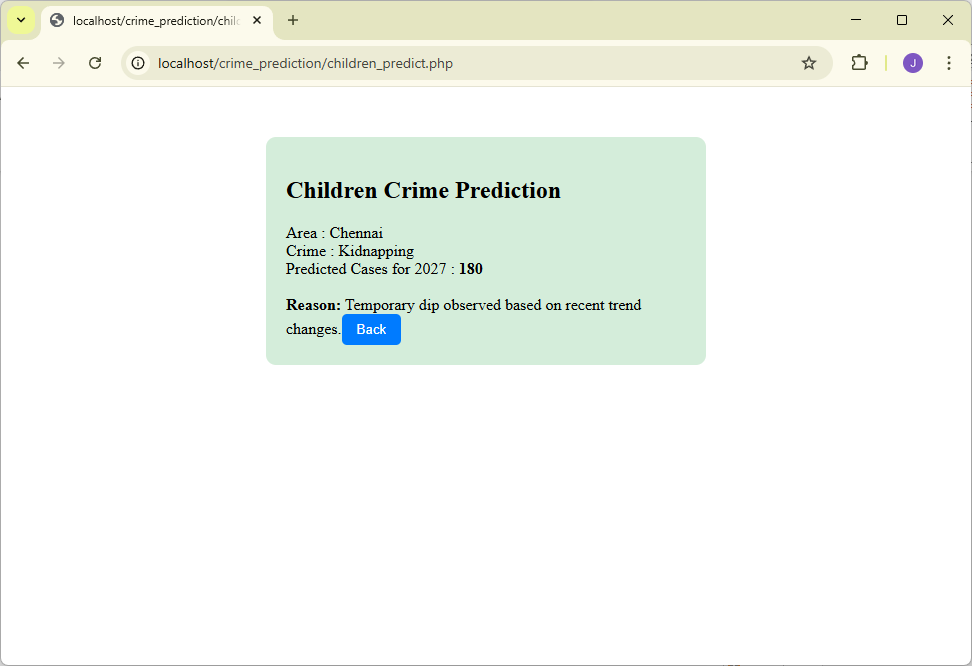 localhost/crime_prediction/chil
localhost/crime_prediction/children_predict.php
J
Children Crime Prediction
Area : Chennai
Crime : Kidnapping
Predicted Cases for 2027 : 180
Reason: Temporary dip observed based on recent trend
changes. Back